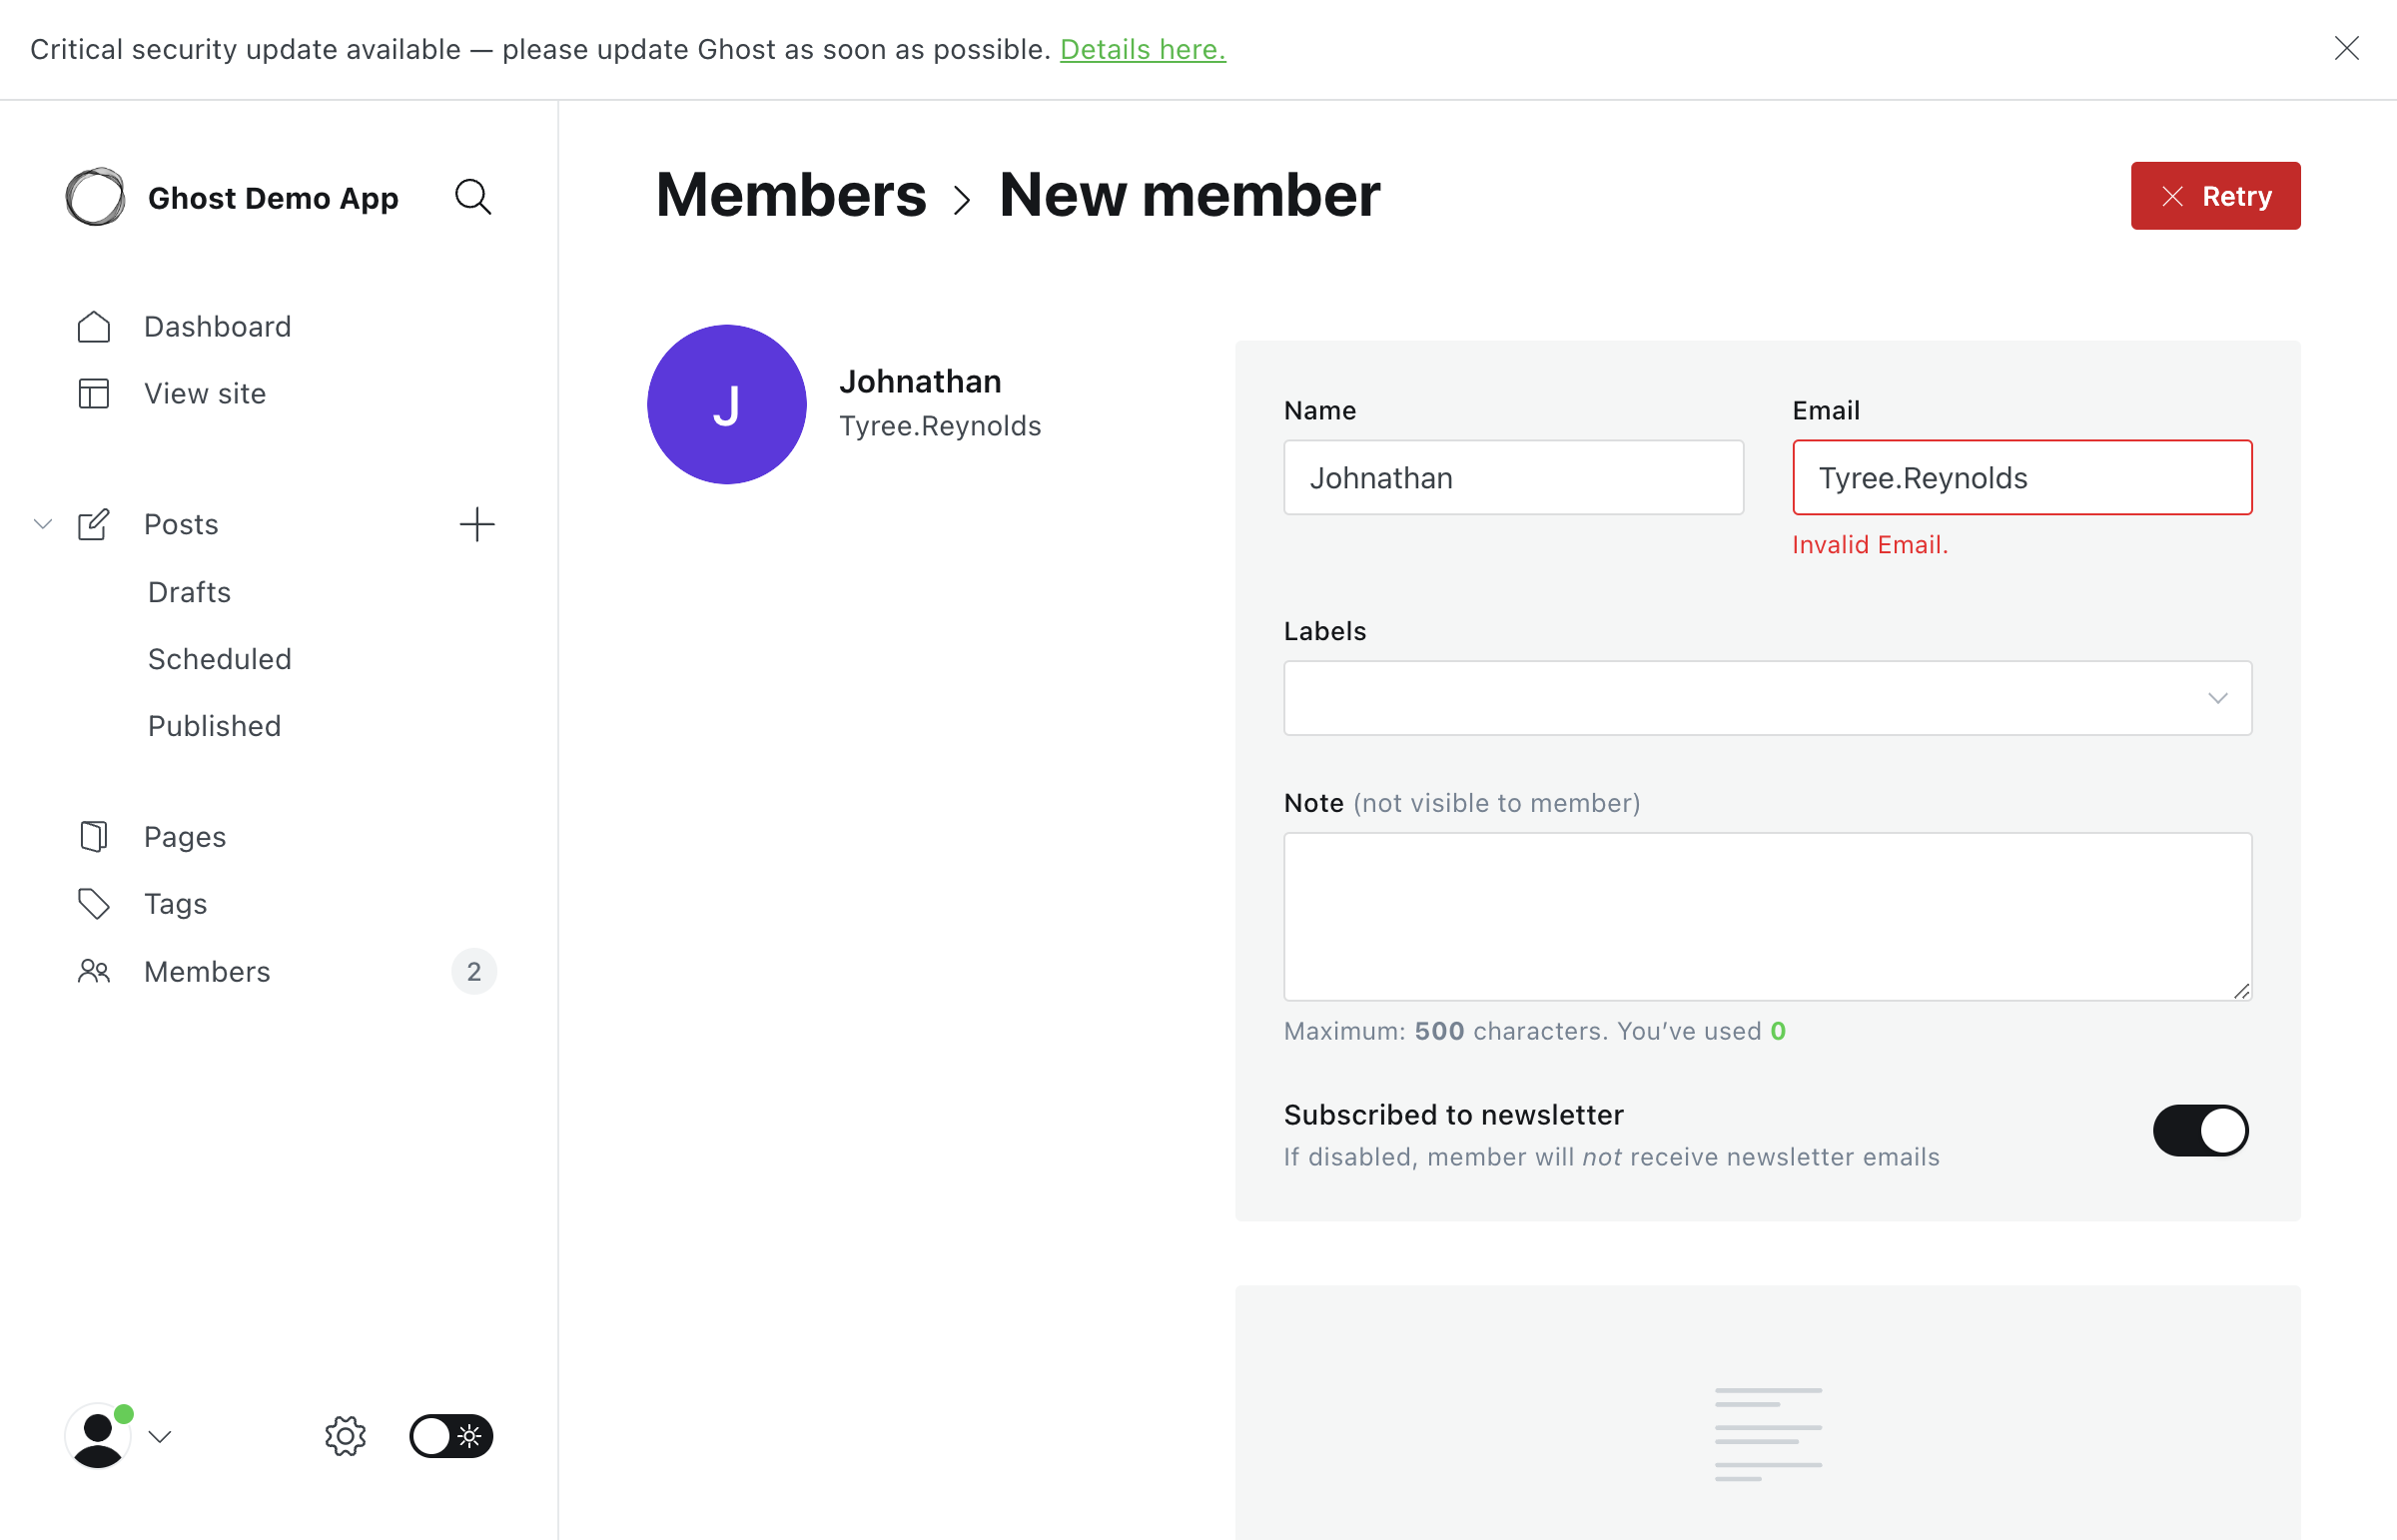 Critical security update available — please update Ghost as soon as possible. Details here.
Ghost Demo App
Dashboard
View site
Posts
Drafts
Scheduled
Published
Pages
Tags
Members 2
Members New member
Retry
J
Johnathan
Tyree.Reynolds
Name
Johnathan
Email
Tyree.Reynolds
Invalid Email.
Labels
Note (not visible to member)
Maximum: 500 characters. You’ve used 0
Subscribed to newsletter
If disabled, member will not receive newsletter emails